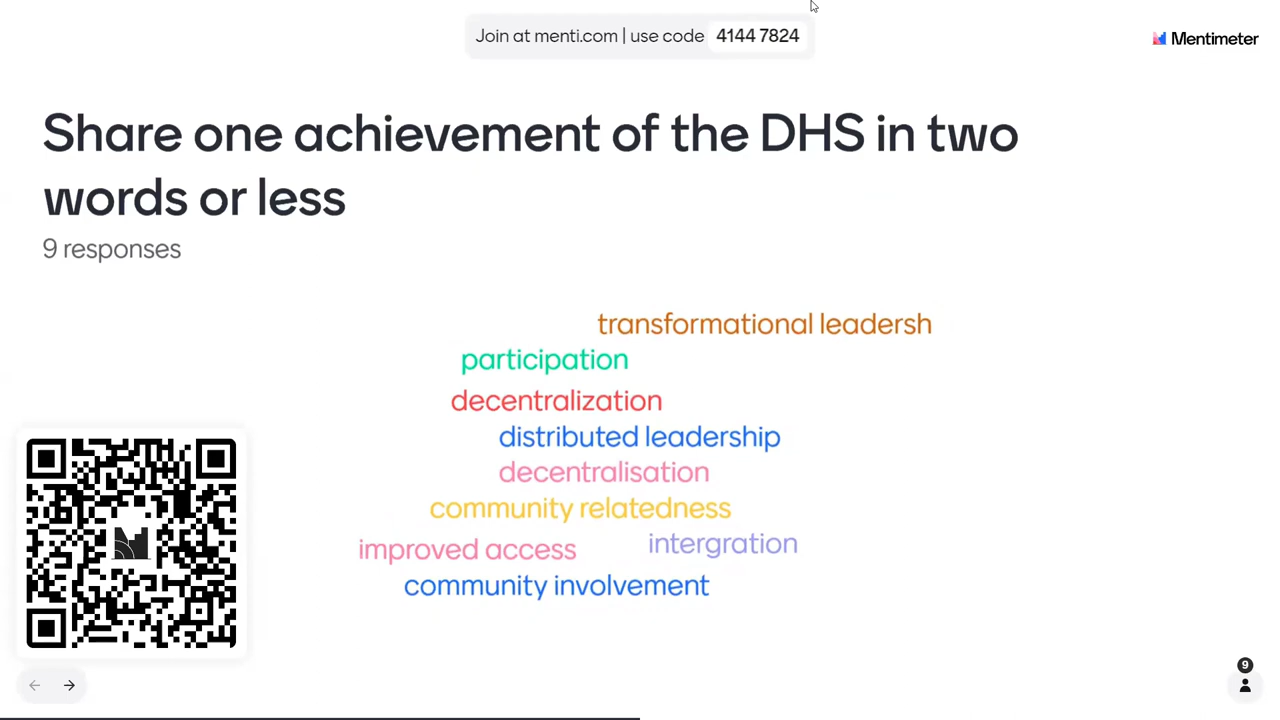 Join at menti.com | use code 4144 7824
Mentimeter
Share one achievement of the DHS in two
words or less
9 responses
transformational leadersh
participation
decentralization
distributed leadership
decentralisation
community relatedness
improved access
intergration
community involvement
9